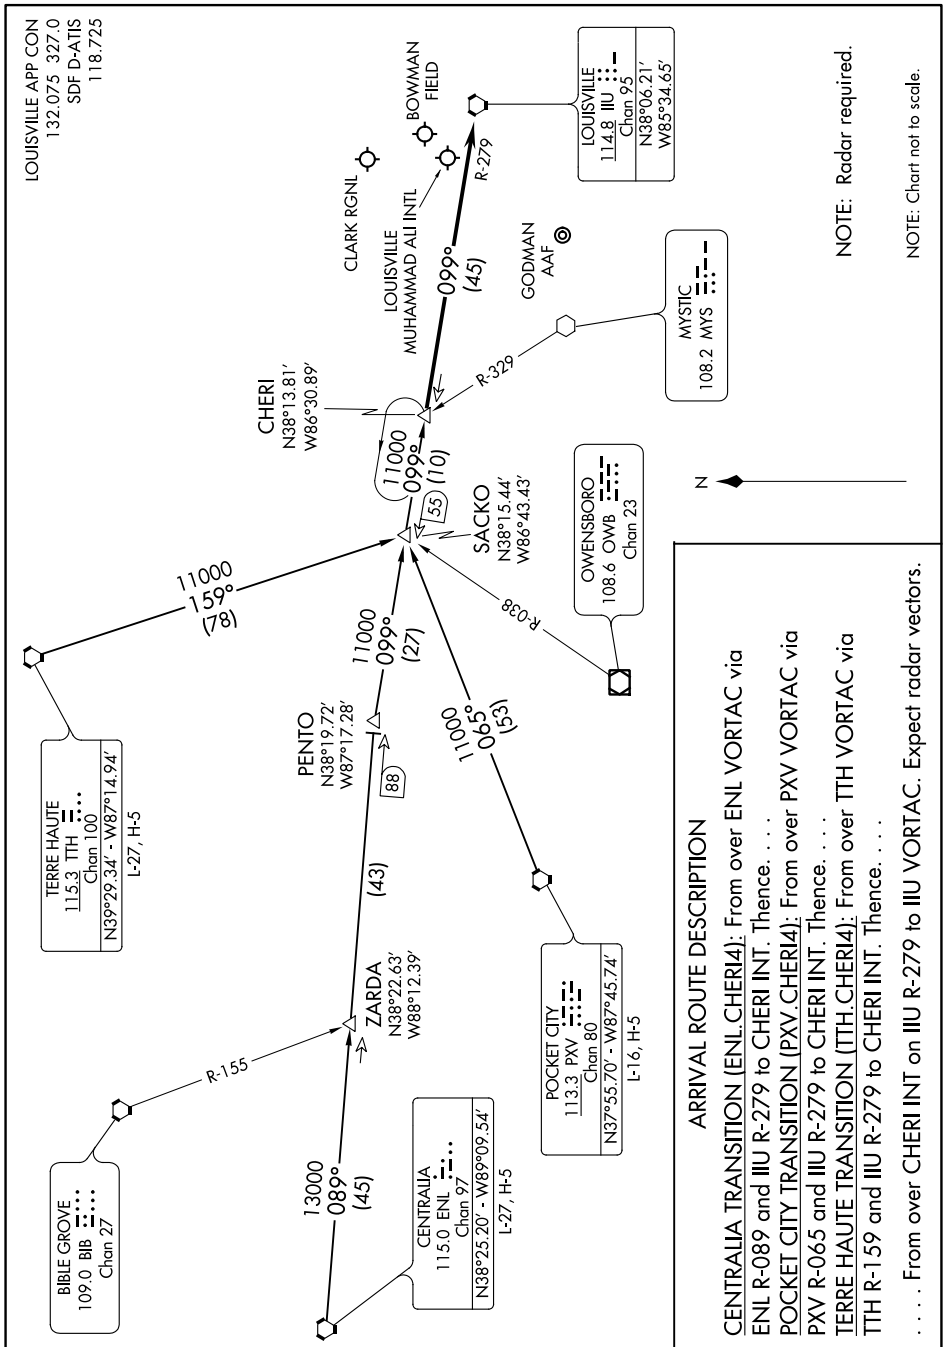 LOUISVILLE APP CON
132.075 327.0
SDF D-ATIS
118.725
TERRE HAUTE
115.3 TTH
Chan 100
N39°29.34′ - W87°14.94′
L-27, H-5
11000
159°
(78)
CLARK RGNL
BOWMAN
FIELD
LOUISVILLE
MUHAMMAD ALI INTL
BIBLE GROVE
109.0 BIB
Chan 27
R-155
13000
089°
(45)
ZARDA
N38°22.63′
W88°12.39′
(43)
88
PENTO
N38°19.72′
W87°17.28′
11000
099°
(27)
CHERI
N38°13.81′
W86°30.89′
11000
099°
(10)
55
SACKO
N38°15.44′
W86°43.43′
099°
(45)
R-279
LOUISVILLE
114.8 IIU
Chan 95
N38°06.21′
W85°34.65′
GODMAN
AAF
R-329
MYSTIC
108.2 MYS
R-038
OWENSBORO
108.6 OWB
Chan 23
11000
065°
(53)
CENTRALIA
115.0 ENL
Chan 97
N38°25.20′ - W89°09.54′
L-27, H-5
POCKET CITY
113.3 PXV
Chan 80
N37°55.70′ - W87°45.74′
L-16, H-5
N
NOTE: Radar required.
NOTE: Chart not to scale.
ARRIVAL ROUTE DESCRIPTION
CENTRALIA TRANSITION (ENL.CHERI4): From over ENL VORTAC via
ENL R-089 and IIU R-279 to CHERI INT. Thence. . . .
POCKET CITY TRANSITION (PXV.CHERI4): From over PXV VORTAC via
PXV R-065 and IIU R-279 to CHERI INT. Thence. . . .
TERRE HAUTE TRANSITION (TTH.CHERI4): From over TTH VORTAC via
TTH R-159 and IIU R-279 to CHERI INT. Thence. . . .
. . . . From over CHERI INT on IIU R-279 to IIU VORTAC. Expect radar vectors.